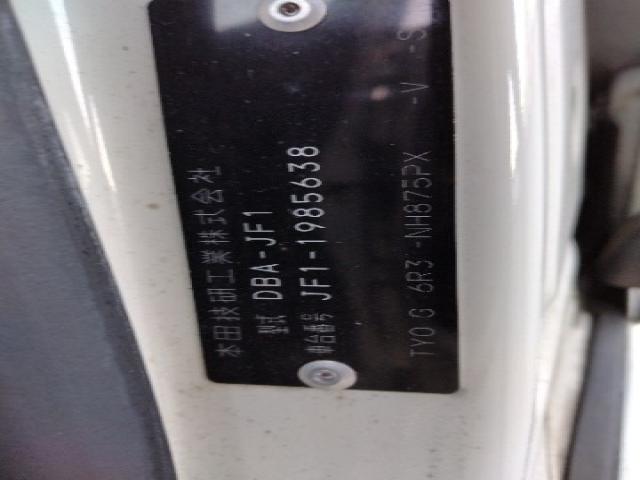 本田技研工業株式会社
型式 DBA-JF1
車台番号 JF1-1985638
TYO G 6R3 -NH875PX -V -S